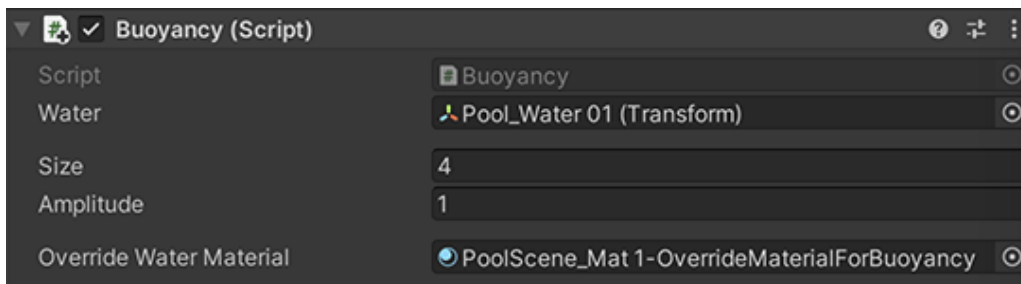 Buoyancy (Script)
Script Buoyancy
Water Pool_Water 01 (Transform)
Size 4
Amplitude 1
Override Water Material PoolScene_Mat 1-OverrideMaterialForBuoyancy